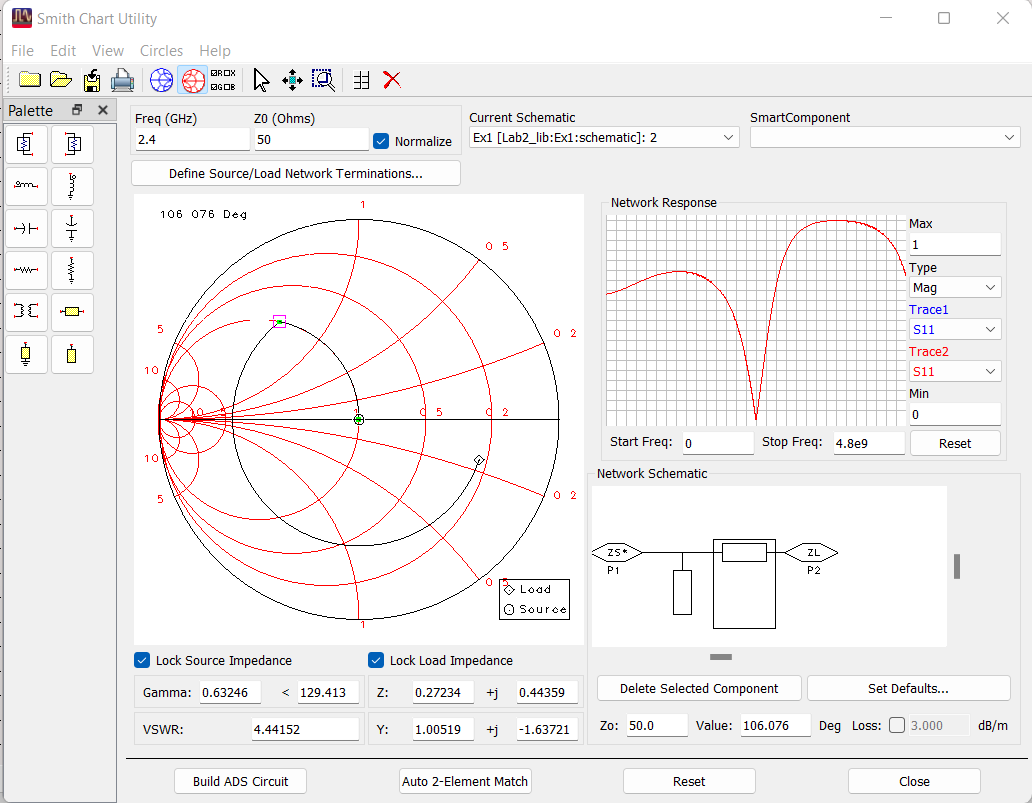 Smith Chart Utility
File Edit View Circles Help
Palette
Freq (GHz)
2.4
Z0 (Ohms)
50
Normalize
Current Schematic
Ex1 [Lab2_lib:Ex1:schematic]: 2
SmartComponent
Define Source/Load Network Terminations...
106 076 Deg
1
0 5
0 2
5
10
10 5 1 0 5 0 2
10
5
0 2
0 5
1
Load
Source
Network Response
Max
1
Type
Mag
Trace1
S11
Trace2
S11
Min
0
Start Freq: 0 Stop Freq: 4.8e9 Reset
Network Schematic
ZS* ZL
P1 P2
Lock Source Impedance Lock Load Impedance
Gamma: 0.63246 < 129.413 Z: 0.27234 +j 0.44359
VSWR: 4.44152 Y: 1.00519 +j -1.63721
Delete Selected Component Set Defaults...
Zo: 50.0 Value: 106.076 Deg Loss: 3.000 dB/m
Build ADS Circuit Auto 2-Element Match Reset Close